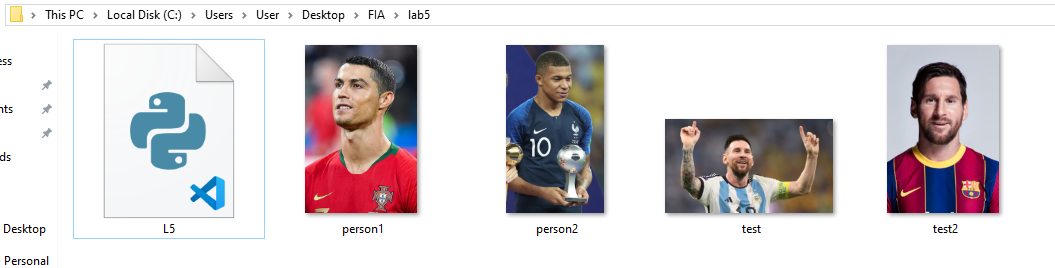 This PC > Local Disk (C:) > Users > User > Desktop > FIA > lab5
ess
nts
ds
Desktop
Personal
10
L5
person1
person2
test
test2